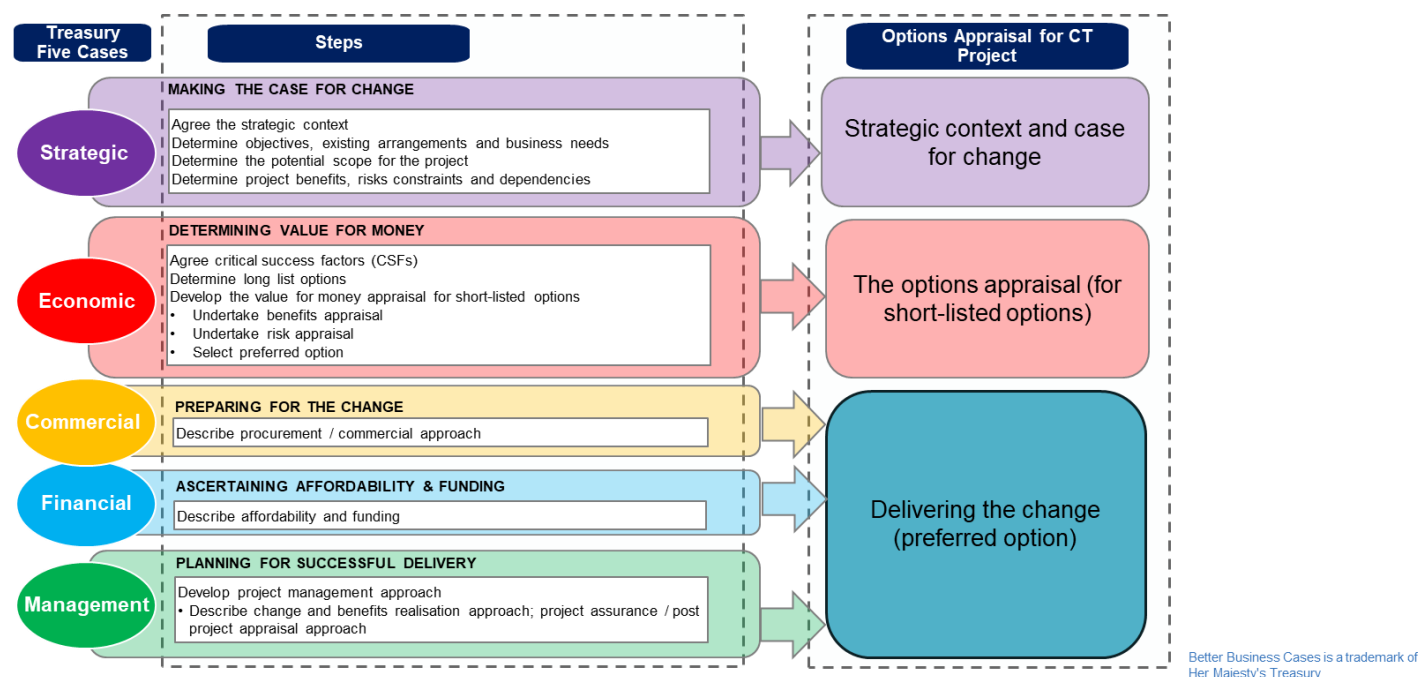 Treasury
Five Cases
Steps
Options Appraisal for CT
Project
Strategic
MAKING THE CASE FOR CHANGE
Agree the strategic context
Determine objectives, existing arrangements and business needs
Determine the potential scope for the project
Determine project benefits, risks constraints and dependencies
Strategic context and case
for change
Economic
DETERMINING VALUE FOR MONEY
Agree critical success factors (CSFs)
Determine long list options
Develop the value for money appraisal for short-listed options
• Undertake benefits appraisal
• Undertake risk appraisal
• Select preferred option
The options appraisal (for
short-listed options)
Commercial
PREPARING FOR THE CHANGE
Describe procurement / commercial approach
Financial
ASCERTAINING AFFORDABILITY & FUNDING
Describe affordability and funding
Management
PLANNING FOR SUCCESSFUL DELIVERY
Develop project management approach
• Describe change and benefits realisation approach; project assurance / post
project appraisal approach
Delivering the change
(preferred option)
Better Business Cases is a trademark of
Her Majesty's Treasury